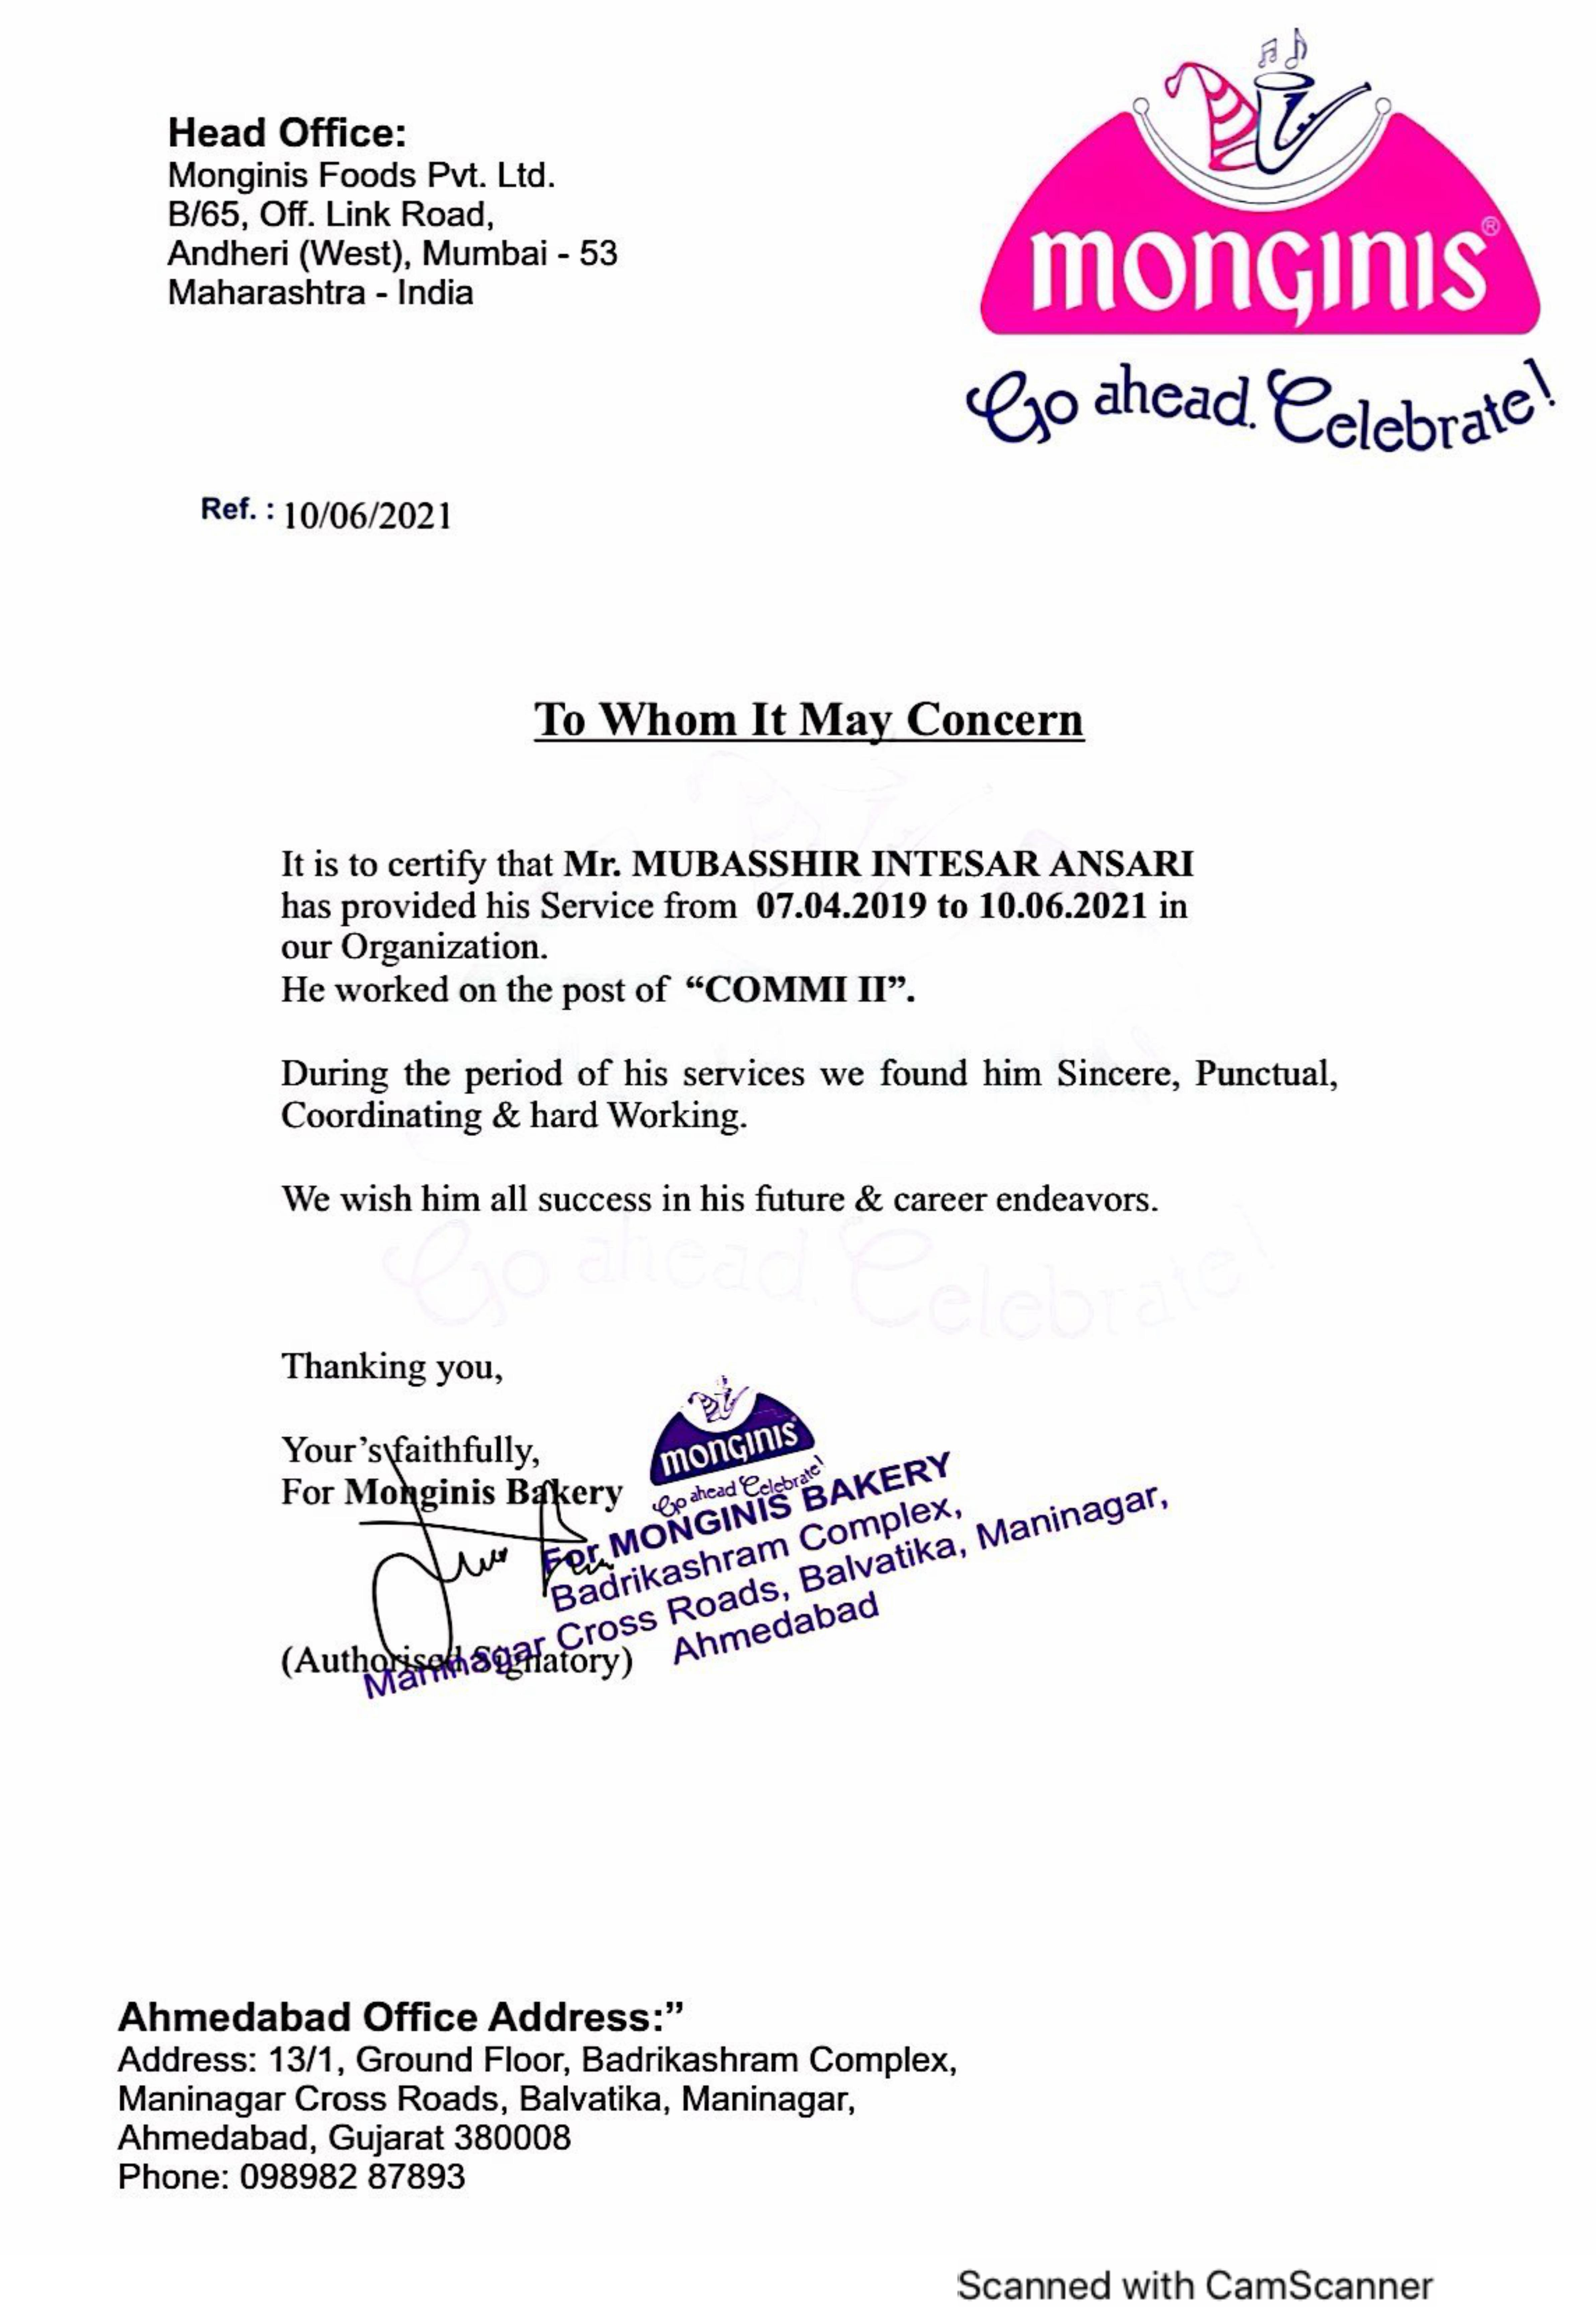 Head Office:
Monginis Foods Pvt. Ltd.
B/65, Off. Link Road,
Andheri (West), Mumbai - 53
Maharashtra - India
monginis®
Go ahead. Celebrate!
Ref. : 10/06/2021
To Whom It May Concern
It is to certify that Mr. MUBASSHIR INTESAR ANSARI
has provided his Service from 07.04.2019 to 10.06.2021 in
our Organization.
He worked on the post of “COMMI II”.
During the period of his services we found him Sincere, Punctual,
Coordinating & hard Working.
We wish him all success in his future & career endeavors.
Go ahead. Celebrate!
Thanking you,
Your’s faithfully,
For Monginis Bakery
(Authorised Signatory)
monginis
Go ahead Celebrate!
For MONGINIS BAKERY
Badrikashram Complex,
Maninagar Cross Roads, Balvatika, Maninagar,
Ahmedabad
Ahmedabad Office Address:”
Address: 13/1, Ground Floor, Badrikashram Complex,
Maninagar Cross Roads, Balvatika, Maninagar,
Ahmedabad, Gujarat 380008
Phone: 098982 87893
Scanned with CamScanner